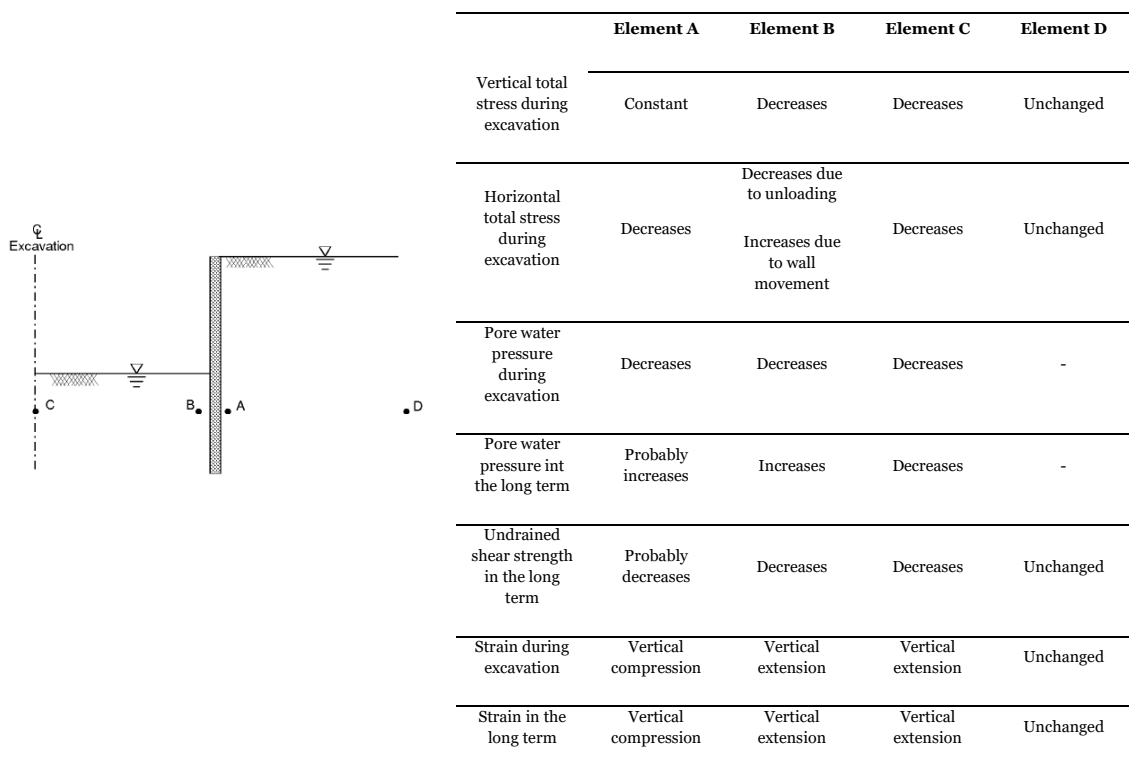 ℄
Excavation
C
B
A
D
Element A Element B Element C Element D
Vertical total
stress during
excavation
Constant Decreases Decreases Unchanged
Horizontal
total stress
during
excavation
Decreases
Decreases due
to unloading
Increases due
to wall
movement
Decreases Unchanged
Pore water
pressure
during
excavation
Decreases Decreases Decreases -
Pore water
pressure int
the long term
Probably
increases
Increases Decreases -
Undrained
shear strength
in the long
term
Probably
decreases
Decreases Decreases Unchanged
Strain during
excavation
Vertical
compression
Vertical
extension
Vertical
extension
Unchanged
Strain in the
long term
Vertical
compression
Vertical
extension
Vertical
extension
Unchanged